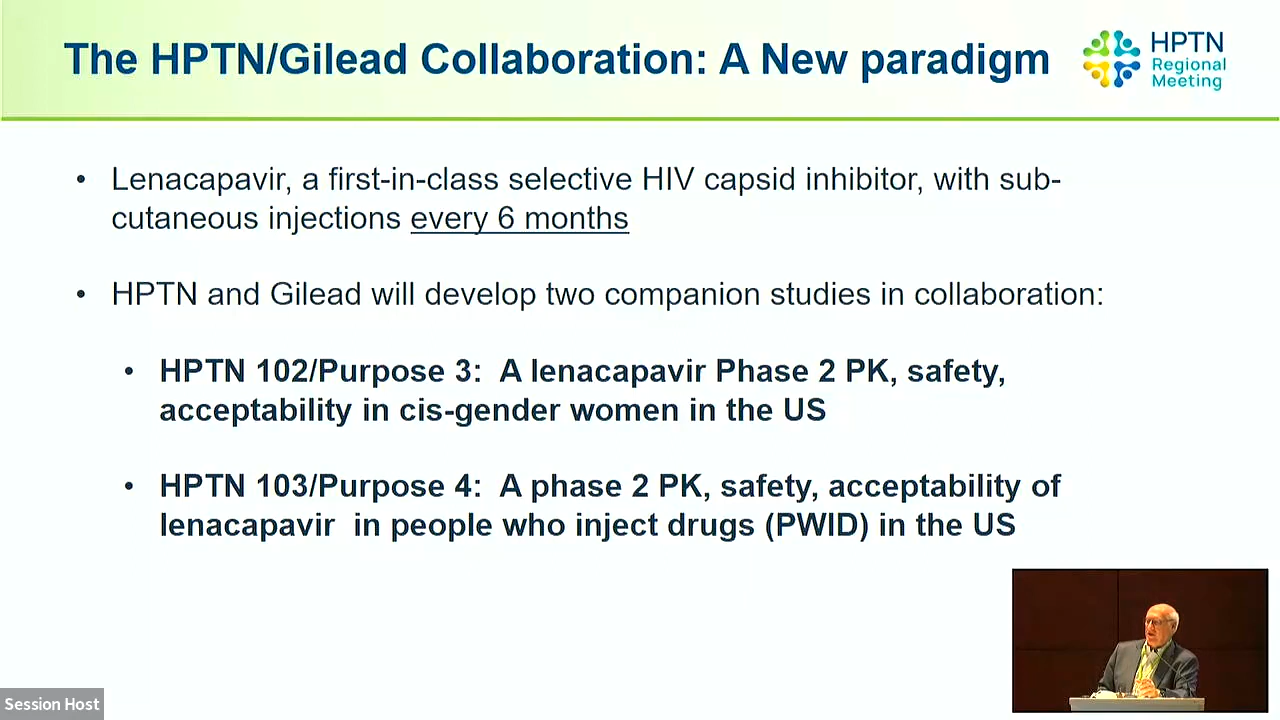 The HPTN/Gilead Collaboration: A New paradigm
HPTN
Regional
Meeting
• Lenacapavir, a first-in-class selective HIV capsid inhibitor, with sub-
cutaneous injections every 6 months
• HPTN and Gilead will develop two companion studies in collaboration:
• HPTN 102/Purpose 3:  A lenacapavir Phase 2 PK, safety,
acceptability in cis-gender women in the US
• HPTN 103/Purpose 4:  A phase 2 PK, safety, acceptability of
lenacapavir  in people who inject drugs (PWID) in the US
Session Host